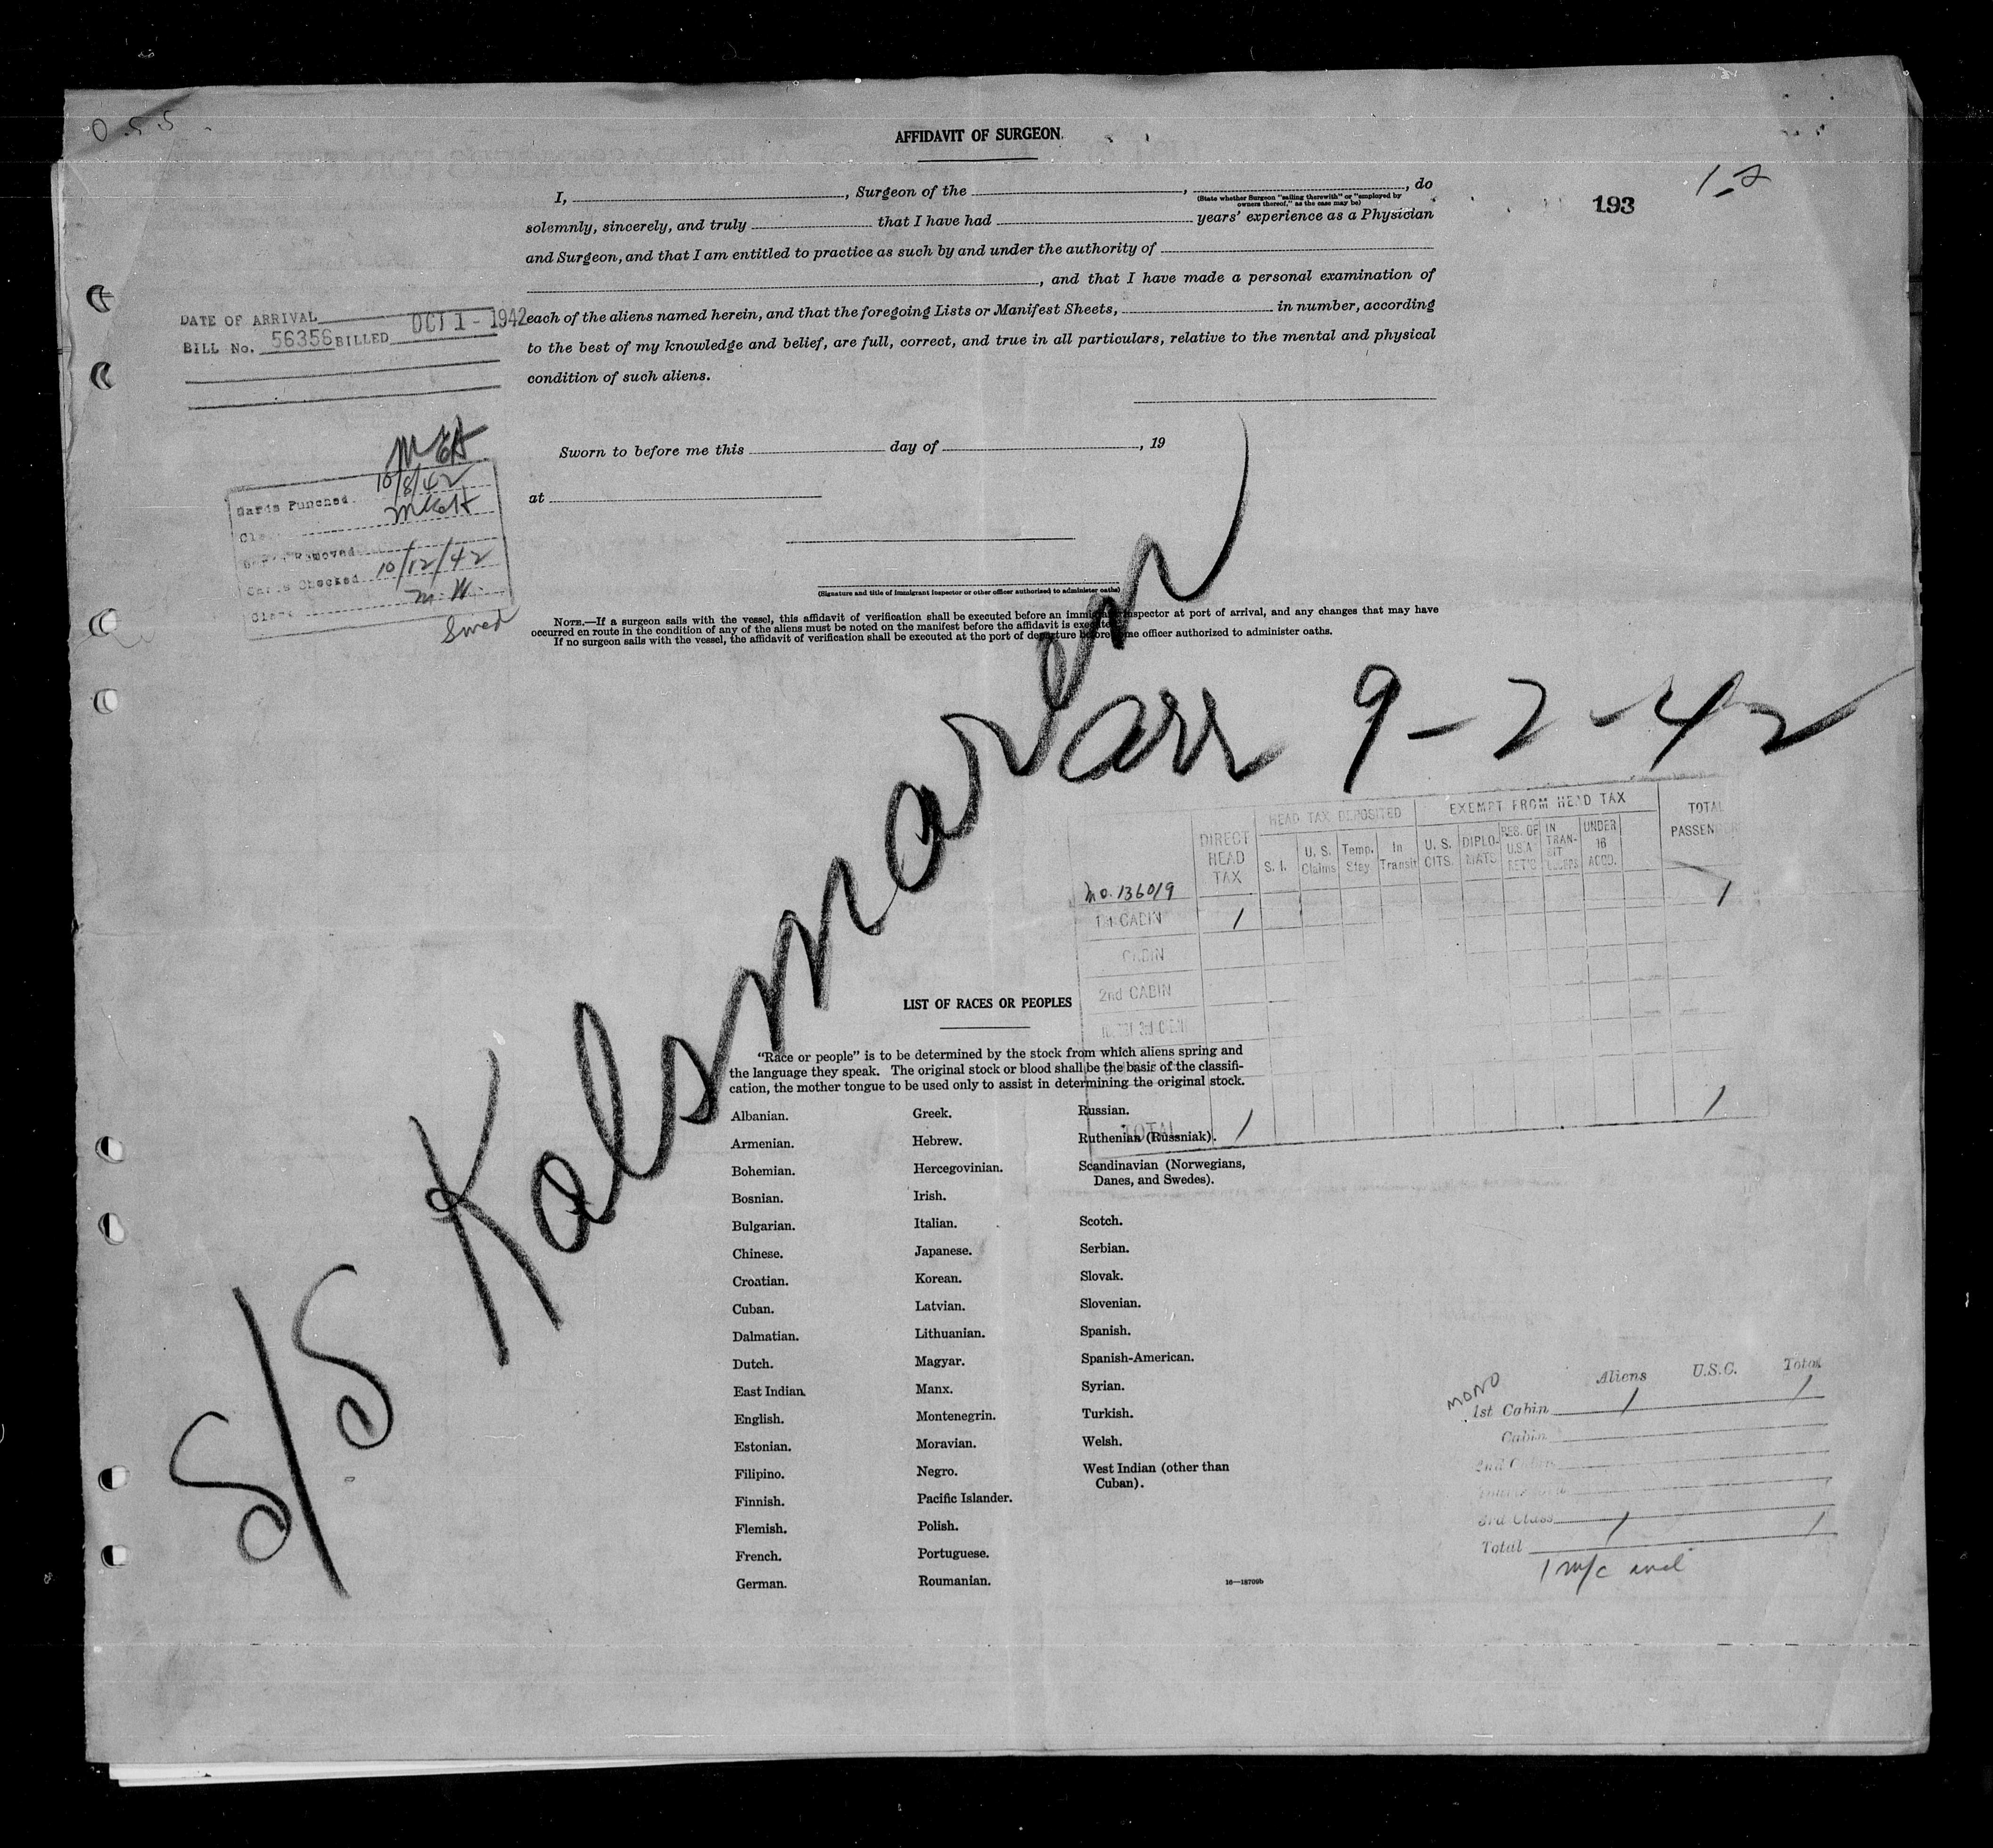 O.S.S.
AFFIDAVIT OF SURGEON
1-2
193
I, , Surgeon of the , , do
(State whether Surgeon "sailing therewith" or "employed by
owners thereof," as the case may be)
solemnly, sincerely, and truly that I have had years' experience as a Physician
and Surgeon, and that I am entitled to practice as such by and under the authority of
, and that I have made a personal examination of
each of the aliens named herein, and that the foregoing Lists or Manifest Sheets, in number, according
to the best of my knowledge and belief, are full, correct, and true in all particulars, relative to the mental and physical
condition of such aliens.
DATE OF ARRIVAL
BILL No. 56356 BILLED OCT 1 - 1942
Sworn to before me this day of , 19
at
(Signature and title of Immigrant Inspector or other officer authorized to administer oaths)
Cards Punched 10/8/42
Removed
Cards Checked 10/12/42
Clerk M.W.
Swed
NOTE.—If a surgeon sails with the vessel, this affidavit of verification shall be executed before an immigrant inspector at port of arrival, and any changes that may have
occurred en route in the condition of any of the aliens must be noted on the manifest before the affidavit is executed.
If no surgeon sails with the vessel, the affidavit of verification shall be executed at the port of departure before some officer authorized to administer oaths.
S/S Kalsmaren
arr 9-2-42
DIRECT HEAD TAX
HEAD TAX DEPOSITED
EXEMPT FROM HEAD TAX
TOTAL PASSENGERS
S. I.
U. S. Claims
Temp. Stay
In Transit
U. S. CITS.
DIPLO-MATS
RES. OF U.S.A. RET'G
IN TRAN-SIT
UNDER 16 ACCD.
Mo. 136019
1st CABIN 1 1
CABIN
2nd CABIN
TOTAL 1 1
LIST OF RACES OR PEOPLES
"Race or people" is to be determined by the stock from which aliens spring and
the language they speak. The original stock or blood shall be the basis of the classifi-
cation, the mother tongue to be used only to assist in determining the original stock.
Albanian.
Armenian.
Bohemian.
Bosnian.
Bulgarian.
Chinese.
Croatian.
Cuban.
Dalmatian.
Dutch.
East Indian.
English.
Estonian.
Filipino.
Finnish.
Flemish.
French.
German.
Greek.
Hebrew.
Hercegovinian.
Irish.
Italian.
Japanese.
Korean.
Latvian.
Lithuanian.
Magyar.
Manx.
Montenegrin.
Moravian.
Negro.
Pacific Islander.
Polish.
Portuguese.
Roumanian.
Russian.
Ruthenian (Russniak).
Scandinavian (Norwegians,
Danes, and Swedes).
Scotch.
Serbian.
Slovak.
Slovenian.
Spanish.
Spanish-American.
Syrian.
Turkish.
Welsh.
West Indian (other than
Cuban).
16—18709b
MONO
Aliens U.S.C. Total
1st Cabin 1 1
Cabin
2nd Cabin
3rd Class
Total 1 1
1 m/c